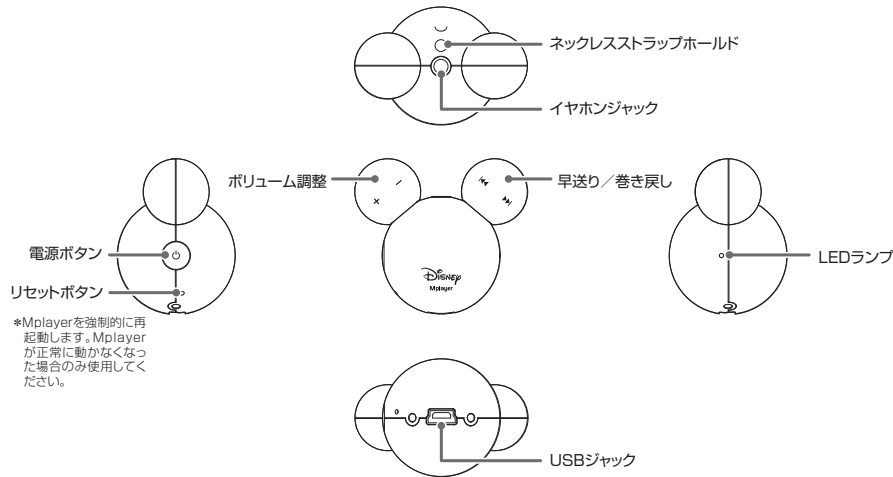 ネックレスストラップホールド
イヤホンジャック
ボリューム調整
早送り／巻き戻し
電源ボタン
リセットボタン
*Mplayerを強制的に再
起動します。Mplayer
が正常に動かなくなっ
た場合のみ使用してく
ださい。
Disney
Mplayer
LEDランプ
USBジャック